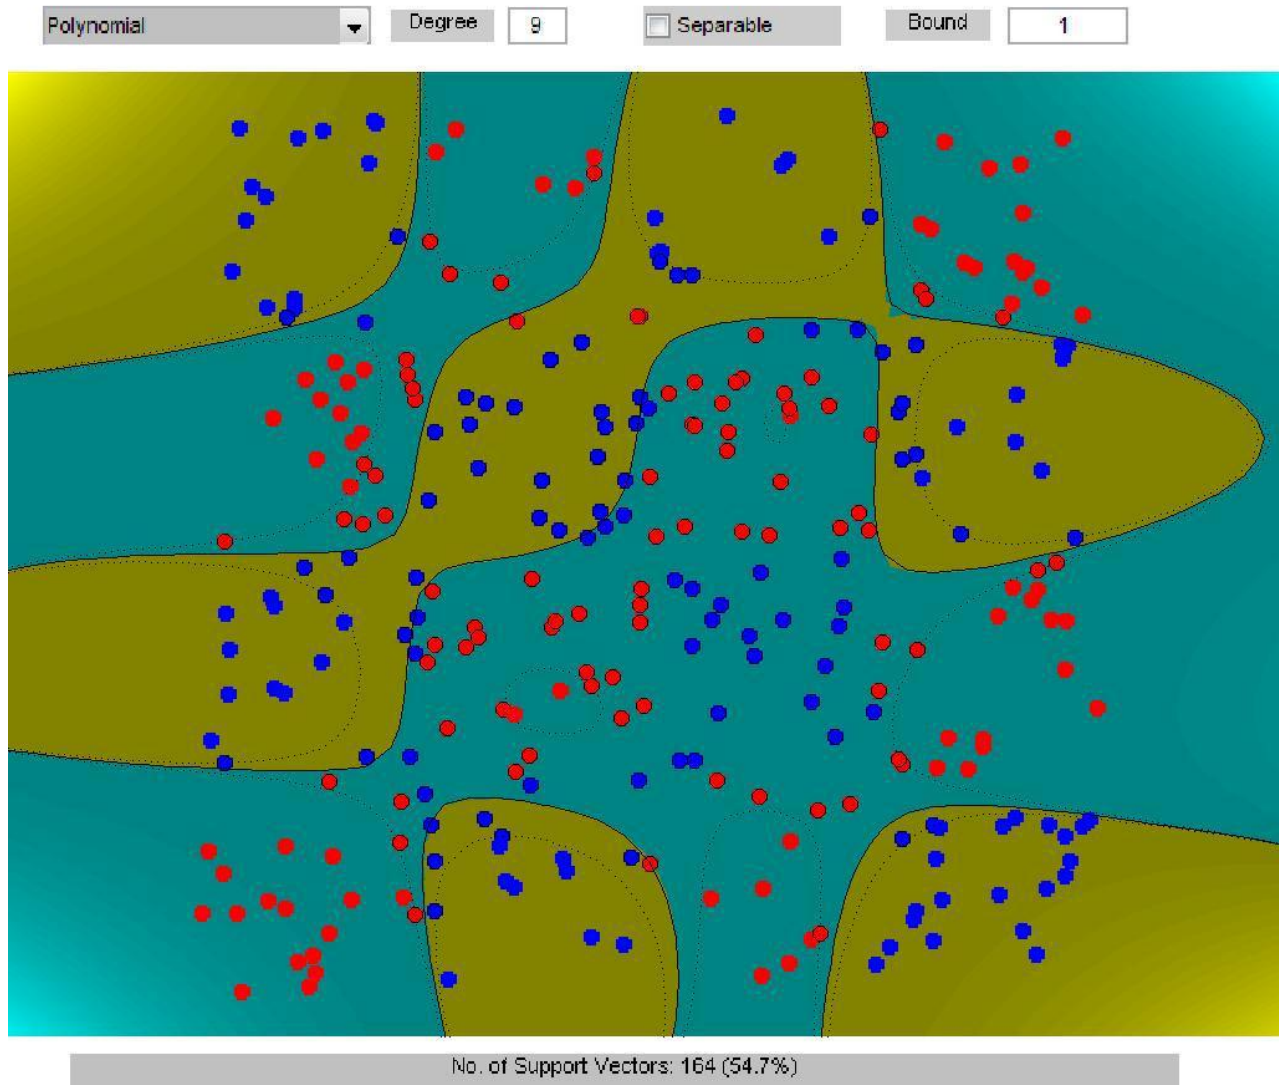 Polynomial Degree 9 Separable Bound 1
No. of Support Vectors: 164 (54.7%)